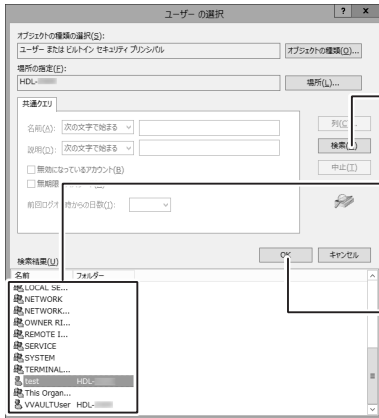 ユーザー の選択
? x
オブジェクトの種類の選択(S):
ユーザー または ビルトイン セキュリティ プリンシパル
オブジェクトの種類(O)...
場所の指定(F):
HDL-
場所(L)...
共通クエリ
名前(A): 次の文字で始まる
列(C
説明(D): 次の文字で始まる
検索(
無効になっているアカウント(B)
中止(T)
無期限
前回ログオ からの日数(I):
OK キャンセル
検索結果(U)
名前 フォルダー
LOCAL SE...
NETWORK
NETWORK...
OWNER RI...
REMOTE I...
SERVICE
SYSTEM
TERMINAL...
test HDL-
This Organ...
VVAULTUser HDL-